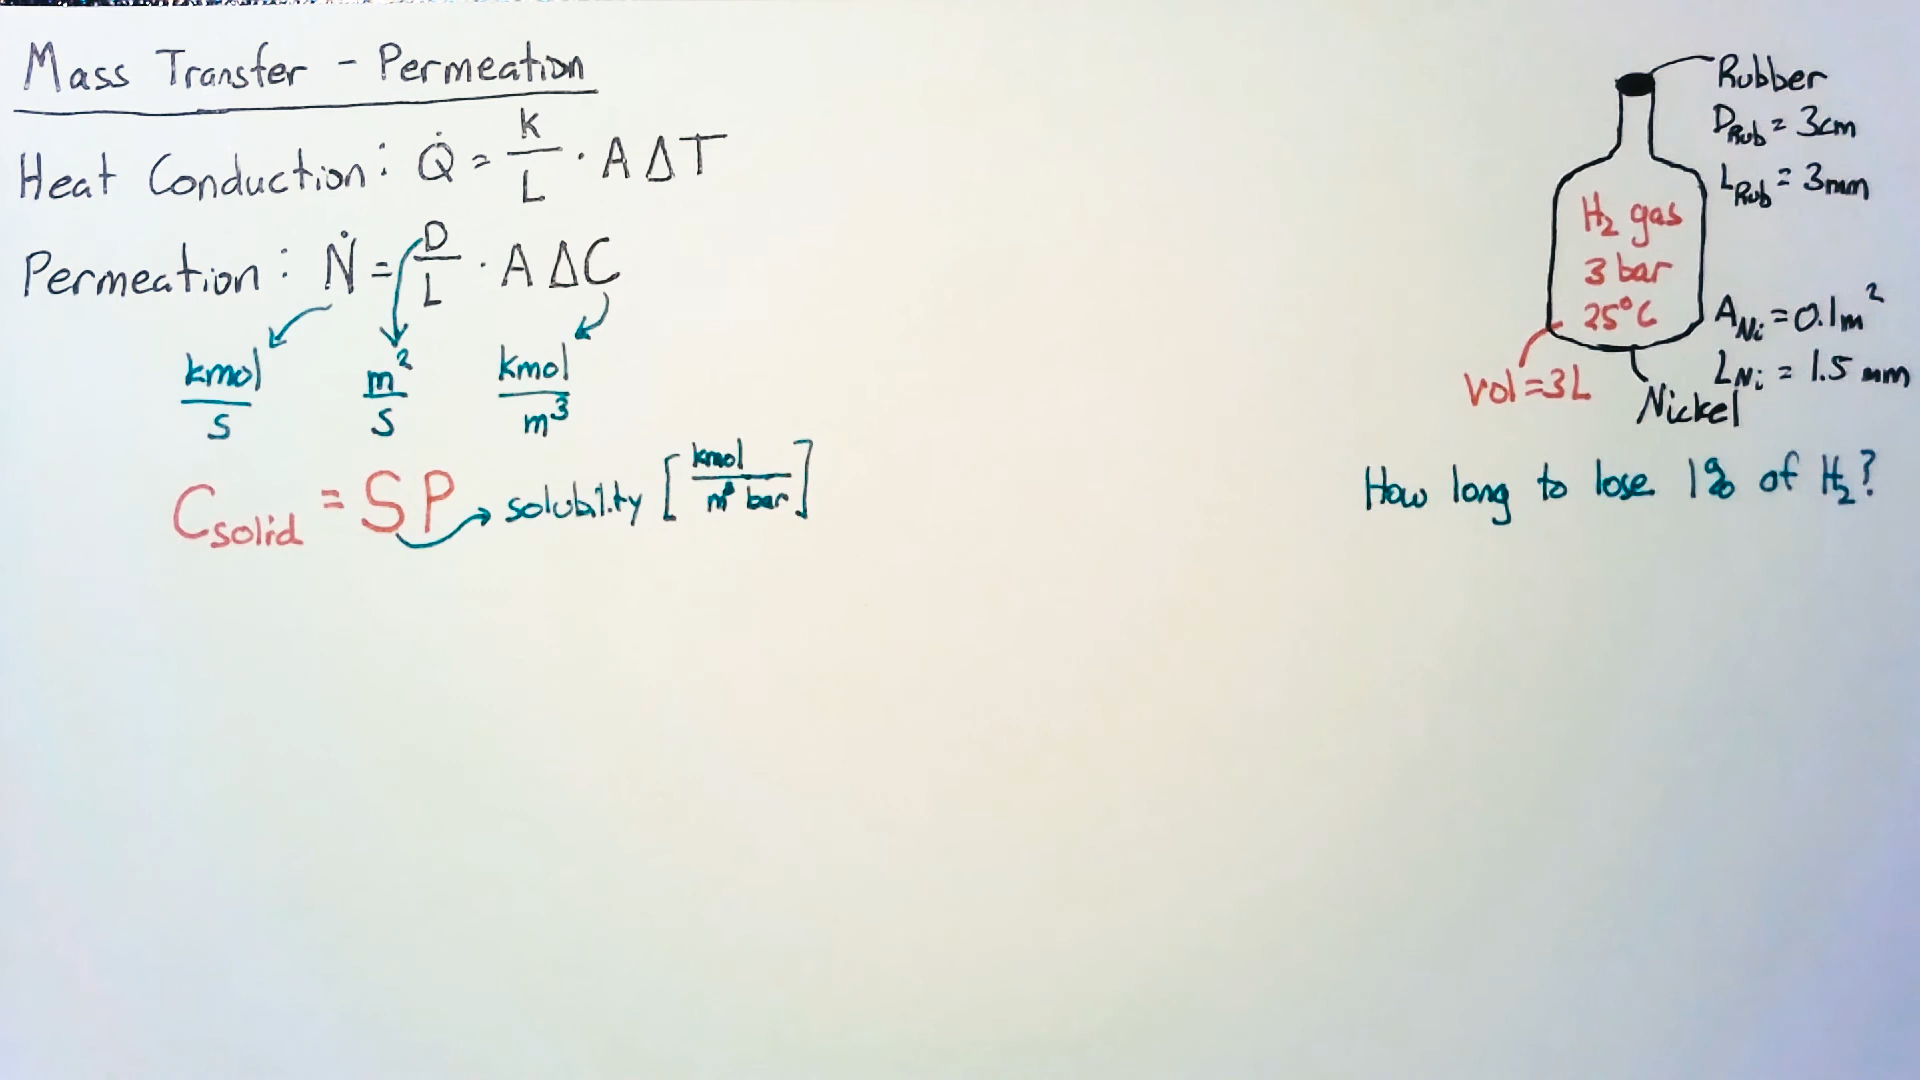 Mass Transfer - Permeation
Heat Conduction: Q̇ = k/L · A ΔT
Permeation: Ṅ = D/L · A ΔC
kmol/s m²/s kmol/m³
C_solid = SP → solubility [kmol/m³ bar]
Rubber
D_Rub = 3cm
L_Rub = 3mm
H₂ gas
3 bar
25°C
A_Ni = 0.1m²
L_Ni = 1.5 mm
Vol = 3L
Nickel
How long to lose 1% of H₂?